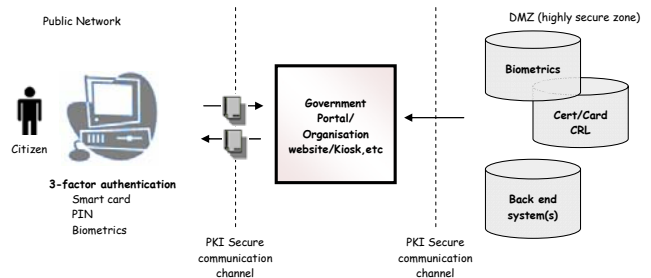 Public Network
DMZ (highly secure zone)
Biometrics
Cert/Card
CRL
Back end
system(s)
Government
Portal/
Organisation
website/Kiosk,etc
Citizen
3-factor authentication
Smart card
PIN
Biometrics
PKI Secure
communication
channel
PKI Secure
communication
channel